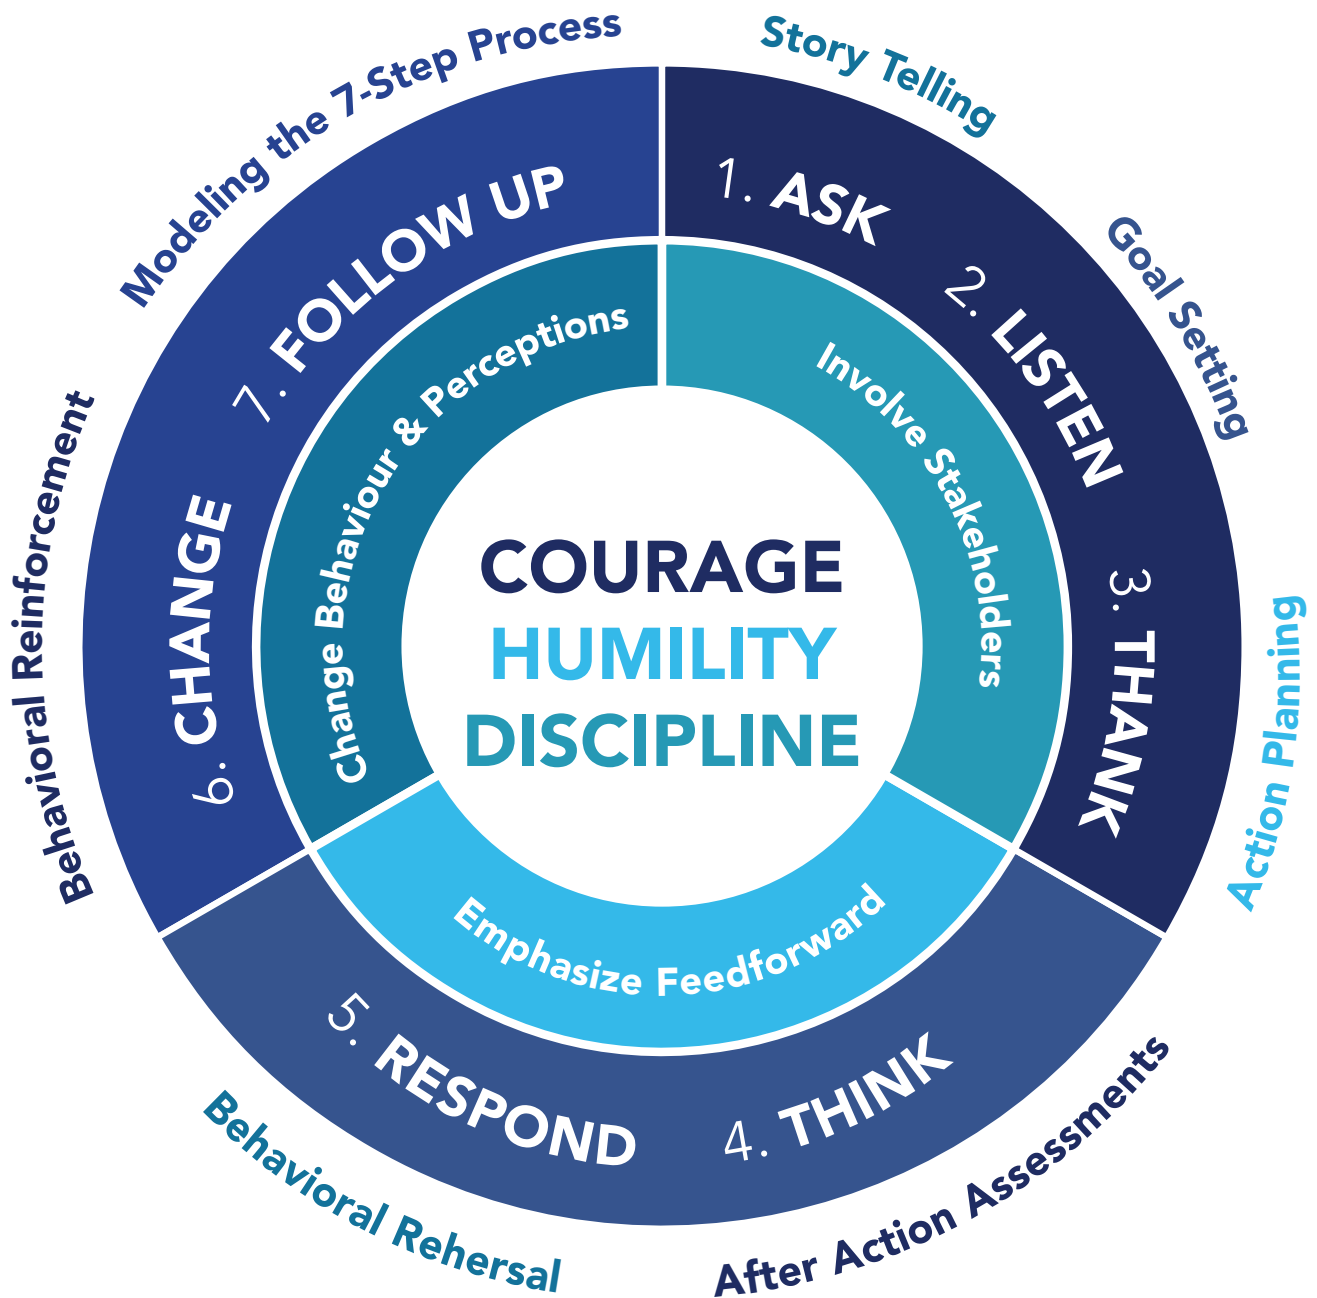 Story Telling
Goal Setting
Action Planning
After Action Assessments
Behavioral Rehersal
Behavioral Reinforcement
Modeling the 7-Step Process
1. ASK
2. LISTEN
3. THANK
4. THINK
5. RESPOND
6. CHANGE
7. FOLLOW UP
Involve Stakeholders
Emphasize Feedforward
Change Behaviour & Perceptions
COURAGE
HUMILITY
DISCIPLINE